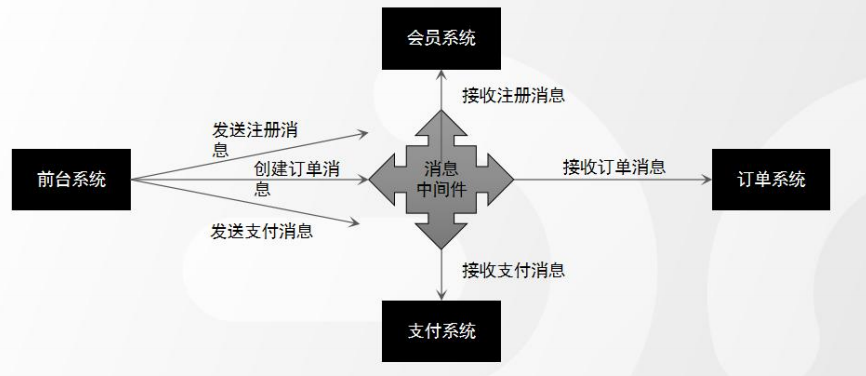 会员系统
接收注册消息
发送注册消
息
前台系统
创建订单消
息
消息
中间件
接收订单消息
订单系统
发送支付消息
接收支付消息
支付系统